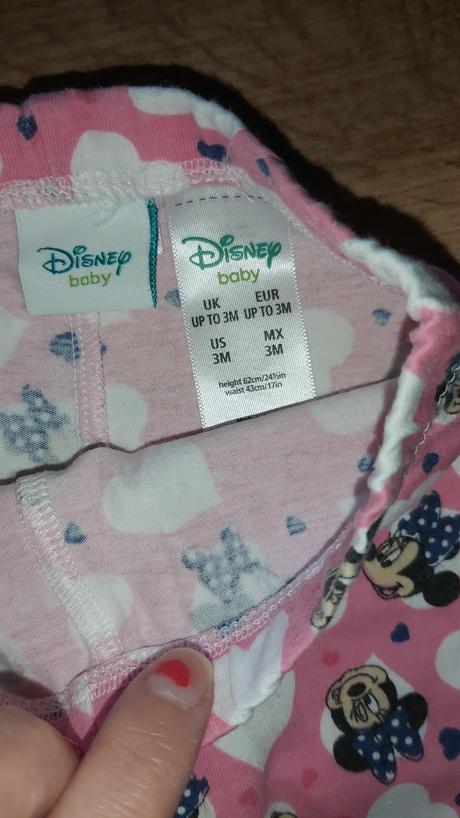 Disney
baby
Disney
baby
UK EUR
UP TO 3M UP TO 3M
US MX
3M 3M
height 62cm/24½in
waist 43cm/17in